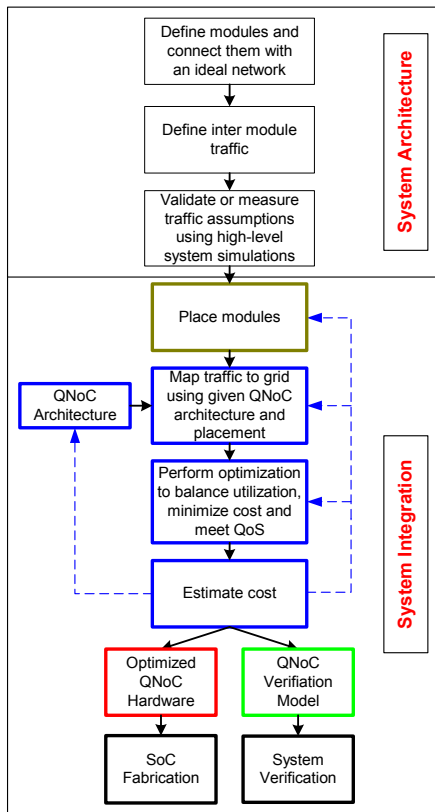 Define modules and
connect them with
an ideal network
Define inter module
traffic
Validate or measure
traffic assumptions
using high-level
system simulations
System Architecture
Place modules
QNoC
Architecture
Map traffic to grid
using given QNoC
architecture and
placement
Perform optimization
to balance utilization,
minimize cost and
meet QoS
Estimate cost
System Integration
Optimized
QNoC
Hardware
QNoC
Verifiation
Model
SoC
Fabrication
System
Verification